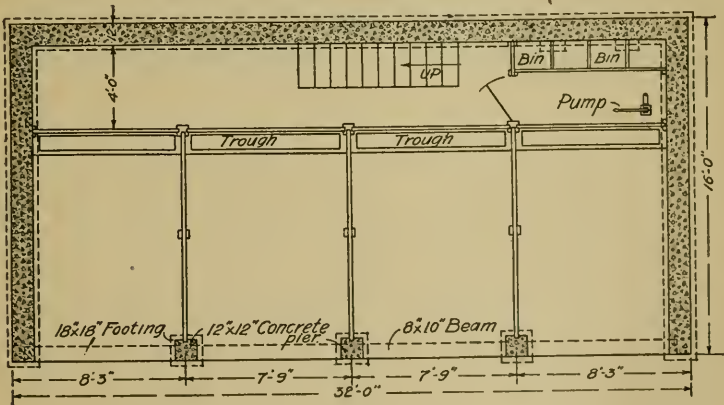 12"
4'-0"
UP
Bin
Bin
Pump
Trough
Trough
16'-0"
18"x18" Footing
12"x12" Concrete
pier
8"x10" Beam
8'-3"
7'-9"
7'-9"
8'-3"
32'-0"